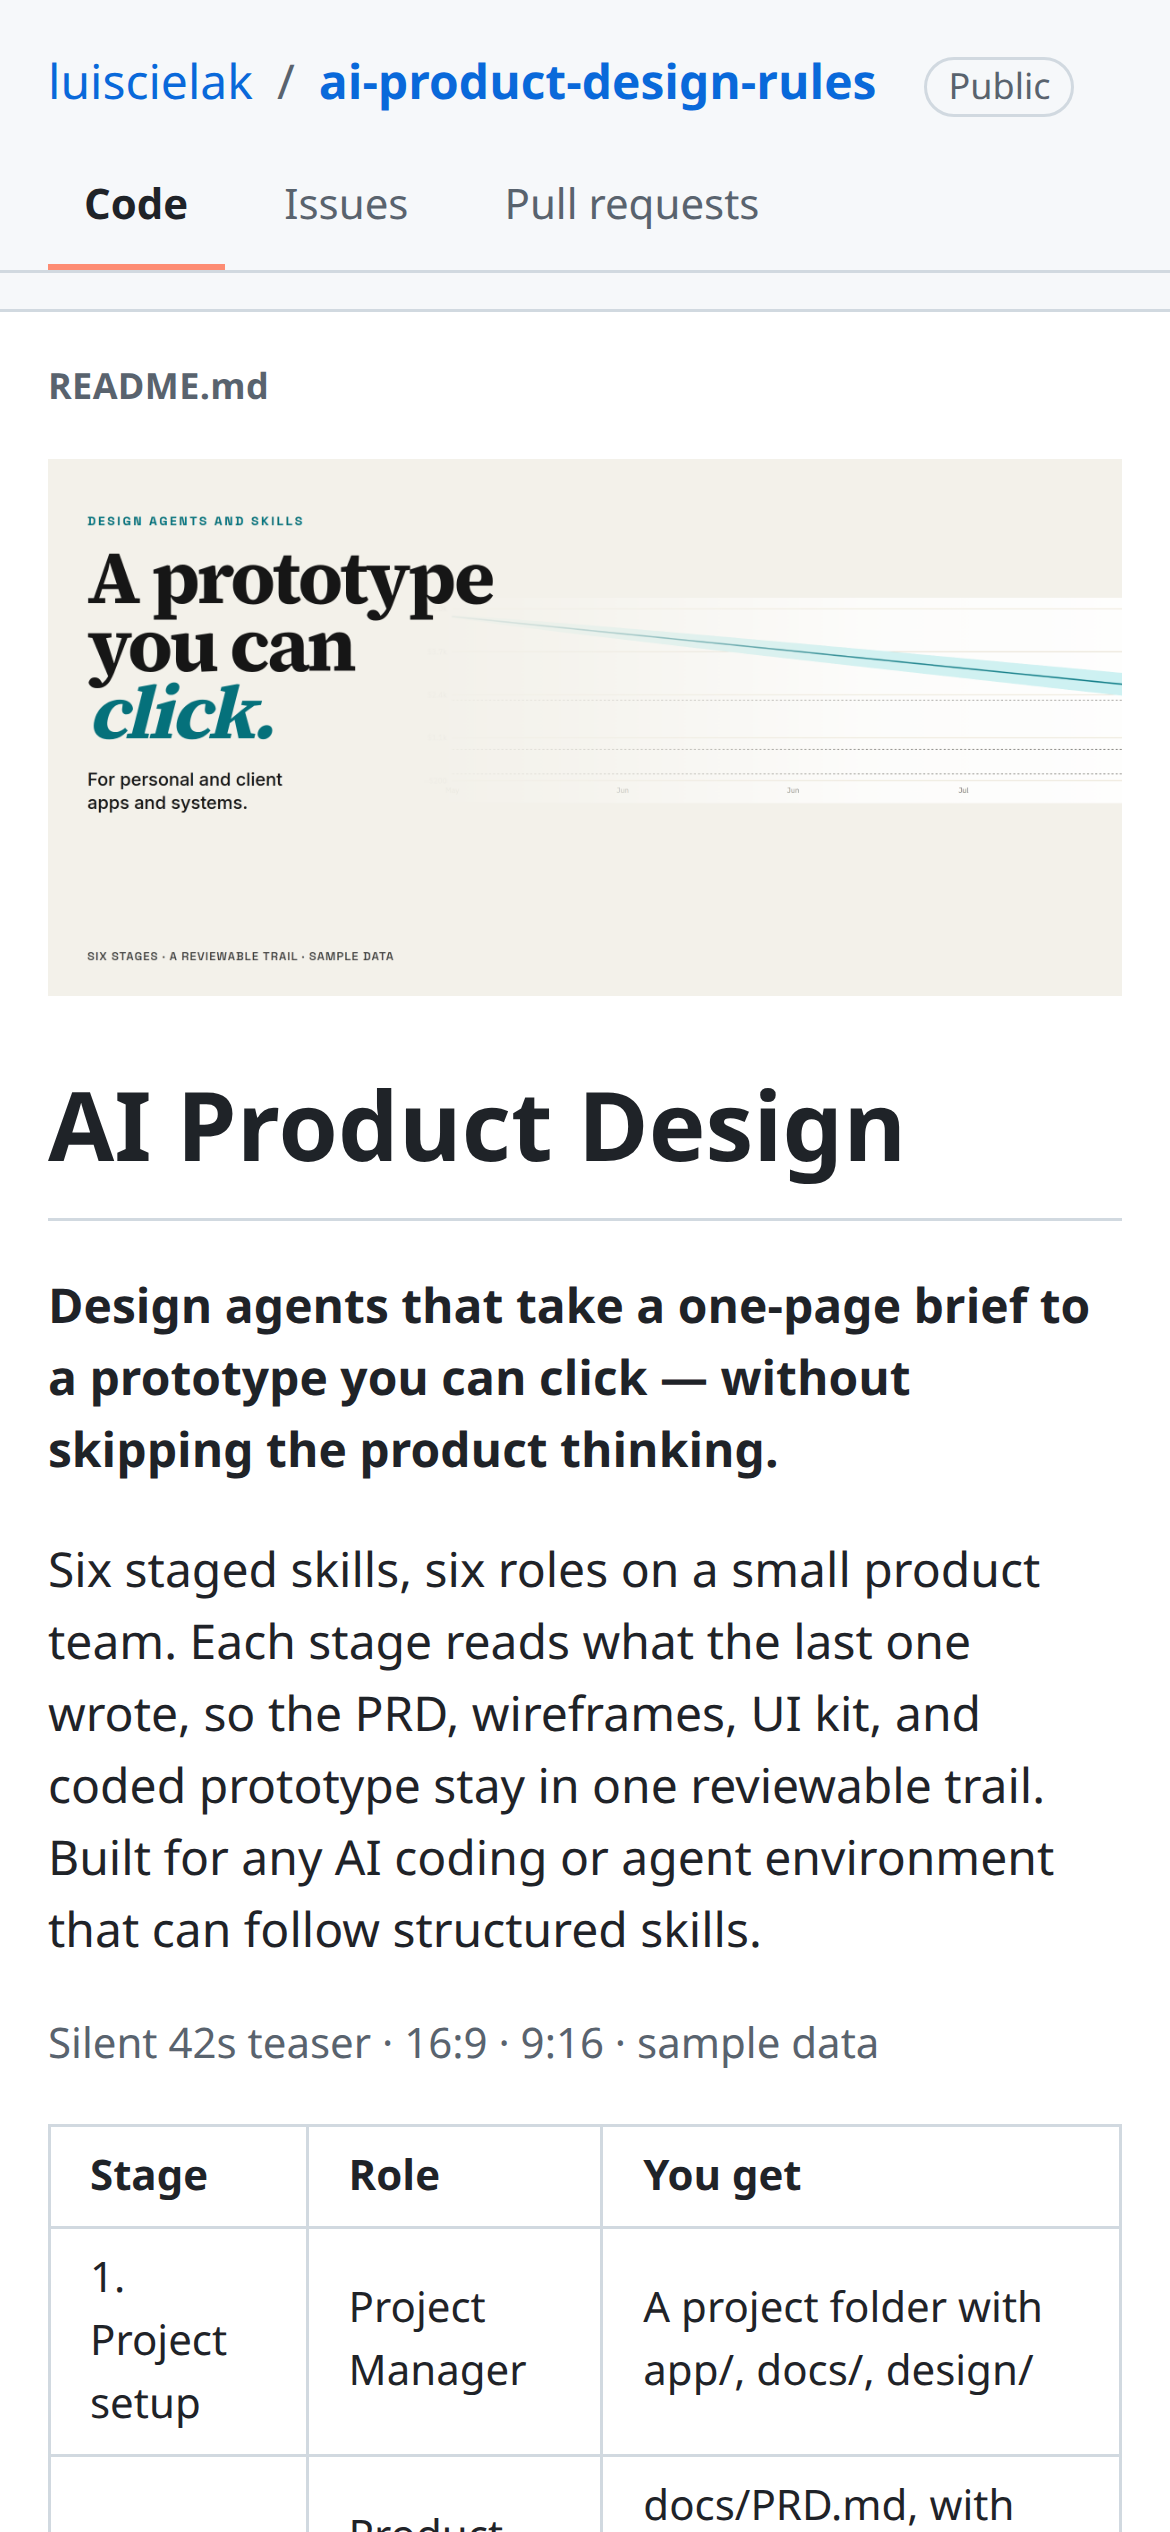 luiscielak / ai-product-design-rules Public
Code Issues Pull requests
README.md
DESIGN AGENTS AND SKILLS
A prototype
you can
click.
For personal and client
apps and systems.
Jun Jun Jul
SIX STAGES · A REVIEWABLE TRAIL · SAMPLE DATA
AI Product Design
Design agents that take a one-page brief to
a prototype you can click — without
skipping the product thinking.
Six staged skills, six roles on a small product
team. Each stage reads what the last one
wrote, so the PRD, wireframes, UI kit, and
coded prototype stay in one reviewable trail.
Built for any AI coding or agent environment
that can follow structured skills.
Silent 42s teaser · 16:9 · 9:16 · sample data
Stage Role You get
1.
Project
setup
Project
Manager
A project folder with
app/, docs/, design/
Product
docs/PRD.md, with